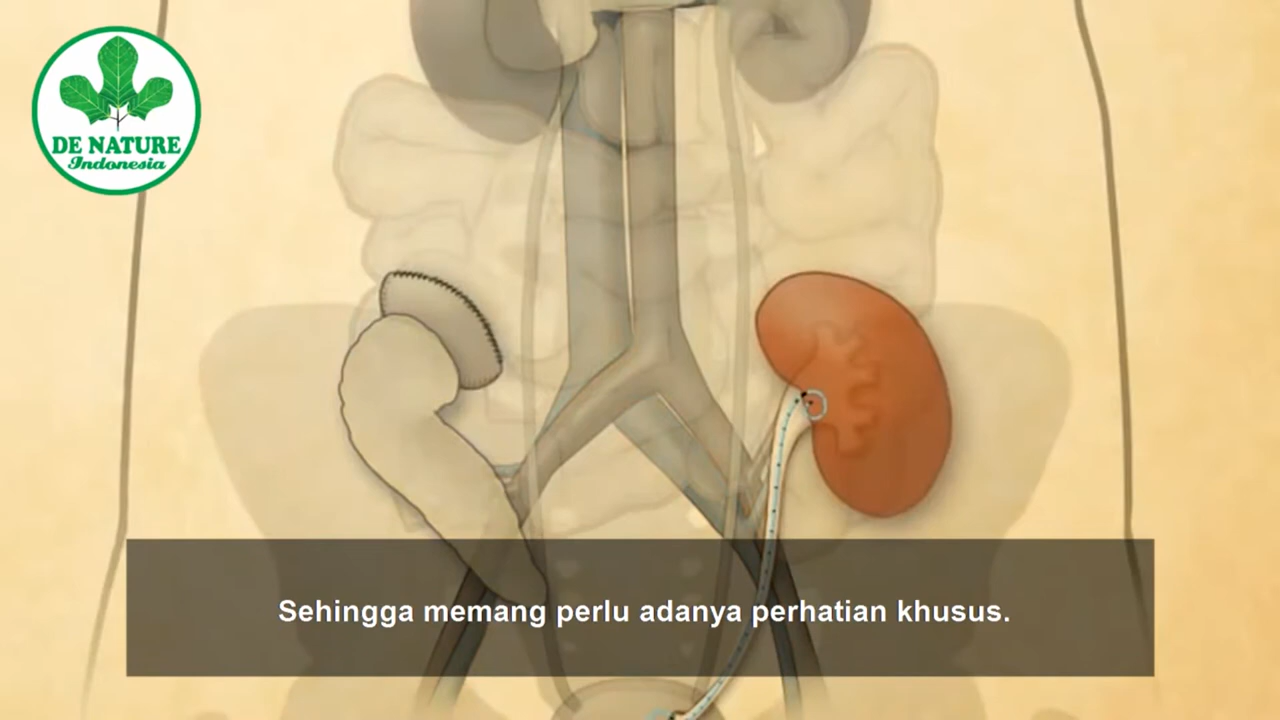 DE NATURE
Indonesia
Sehingga memang perlu adanya perhatian khusus.